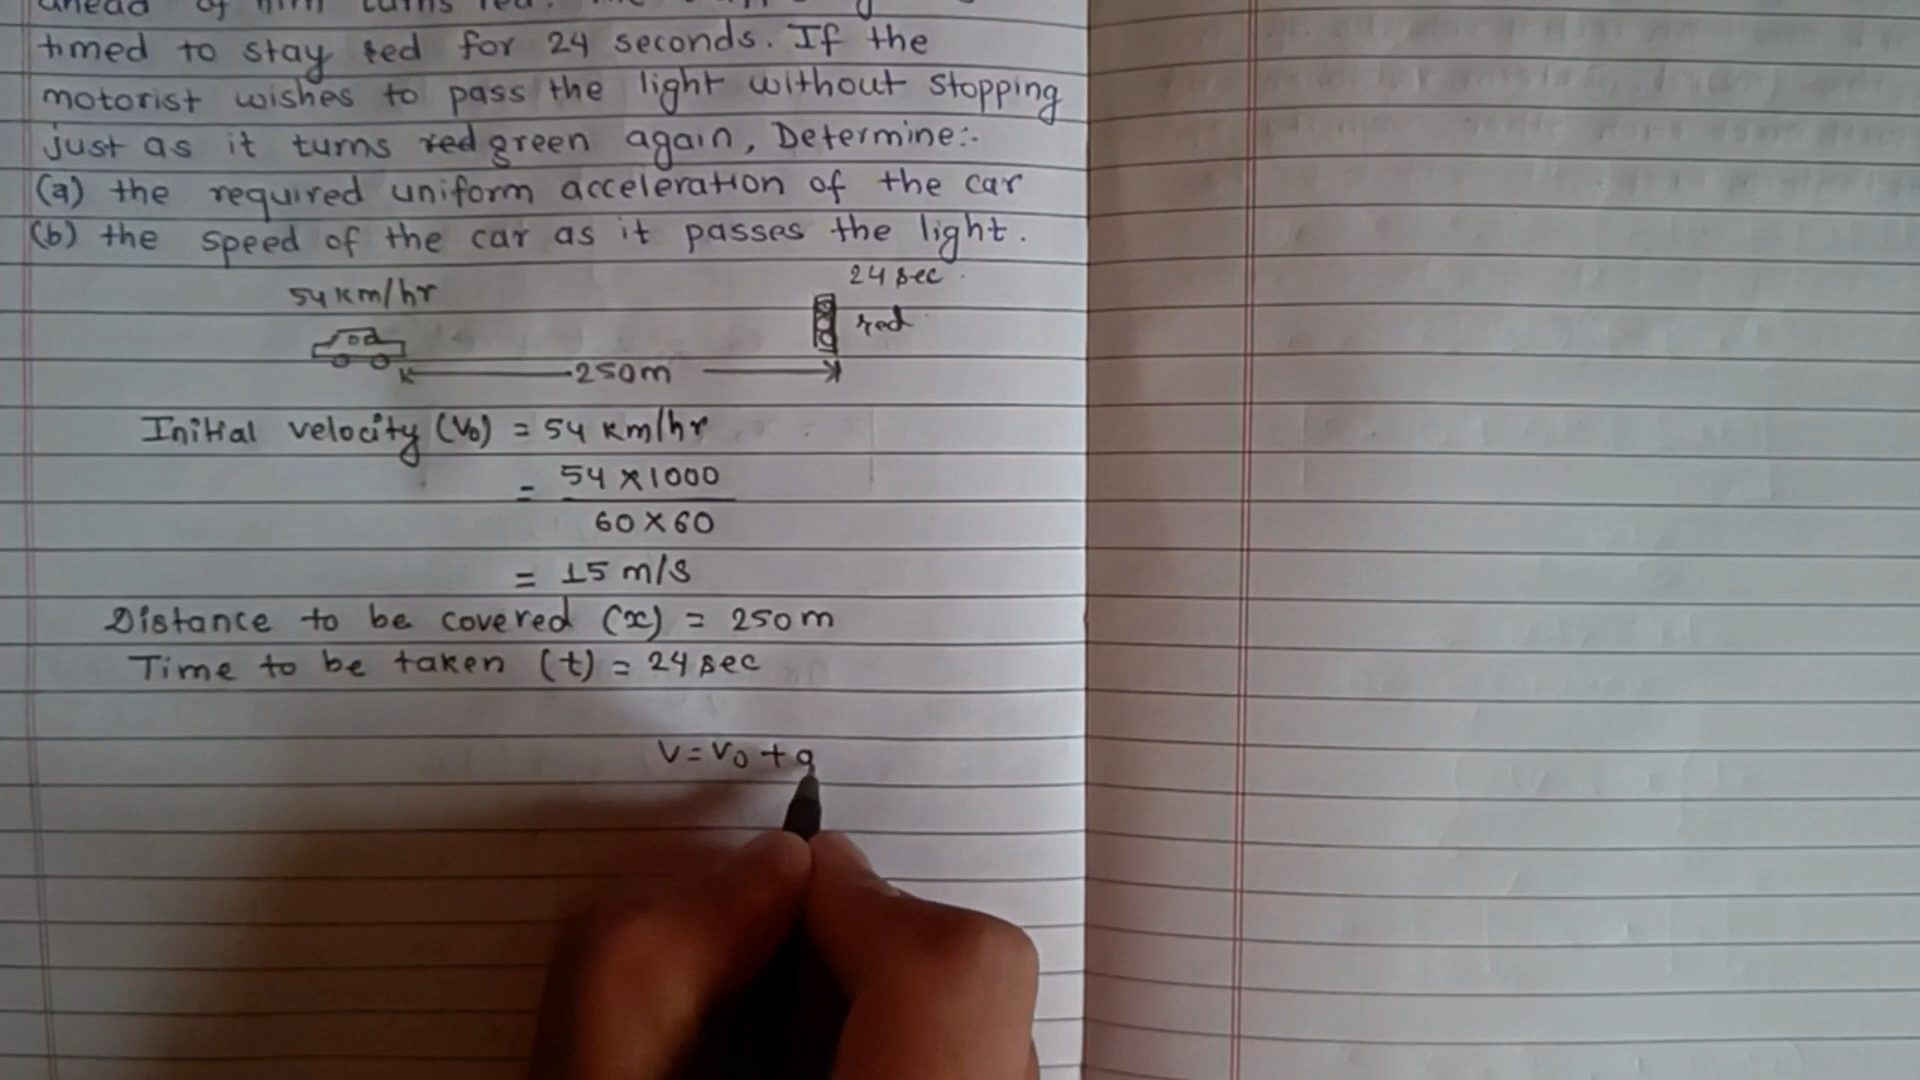 timed to stay red for 24 seconds. If the
motorist wishes to pass the light without stopping
just as it turns red green again, Determine:-
(a) the required uniform acceleration of the car
(b) the speed of the car as it passes the light.
24 sec
54 km/hr
red
250m
Initial velocity (V₀) = 54 km/hr
= 54 × 1000
60 × 60
= 15 m/s
Distance to be covered (x) = 250m
Time to be taken (t) = 24 sec
V = V₀ + a